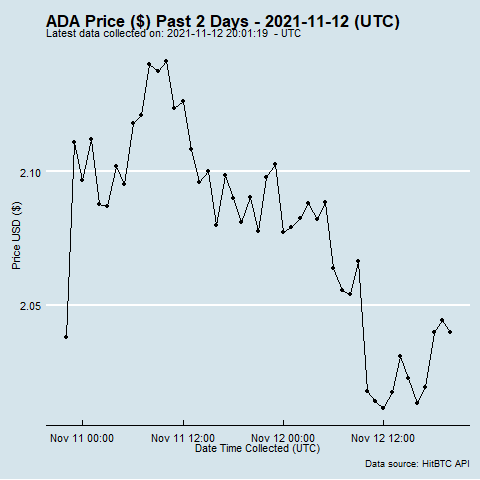 ADA Price ($) Past 2 Days - 2021-11-12 (UTC)
Latest data collected on: 2021-11-12 20:01:19 - UTC
Price USD ($)
2.10
2.05
Nov 11 00:00
Nov 11 12:00
Nov 12 00:00
Nov 12 12:00
Date Time Collected (UTC)
Data source: HitBTC API